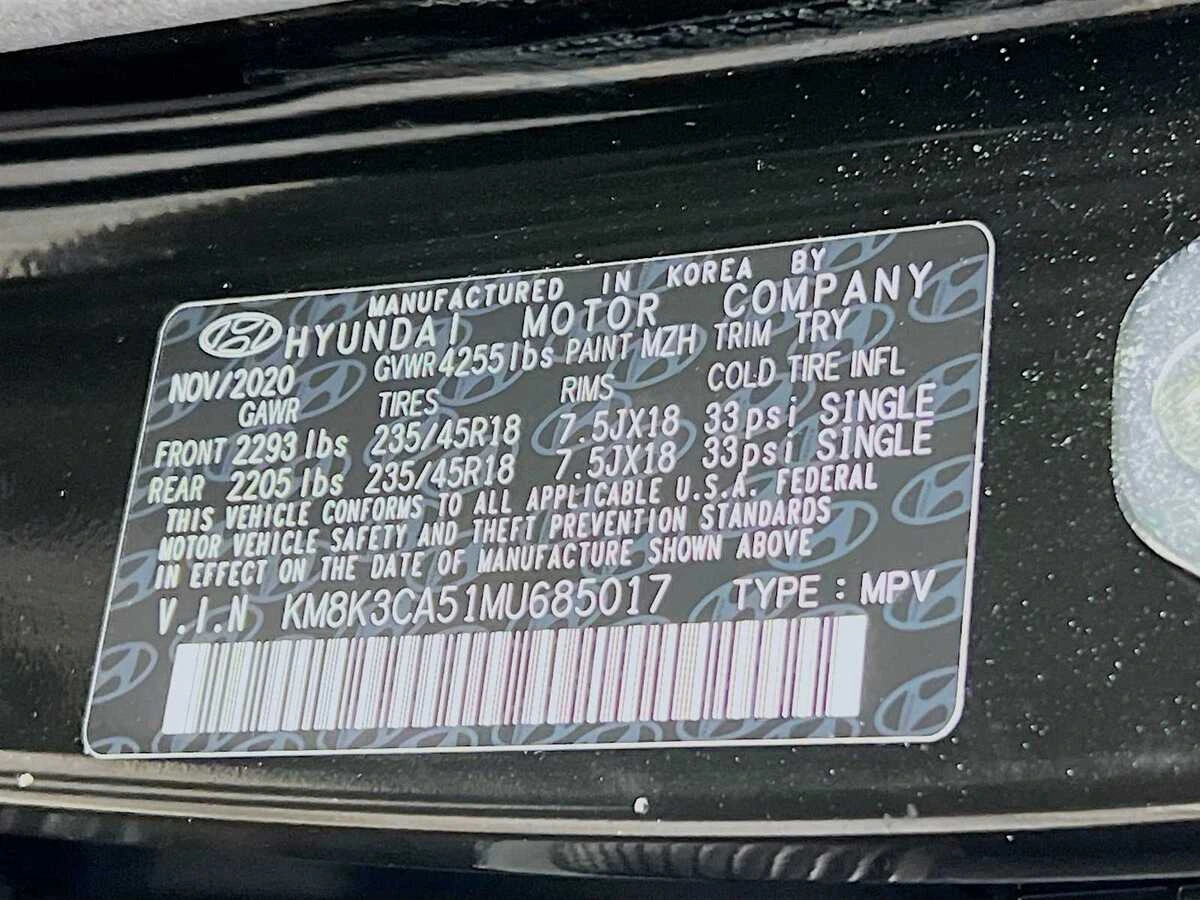 MANUFACTURED IN KOREA BY
HYUNDAI MOTOR COMPANY
NOV/2020 GVWR 4255lbs PAINT MZH TRIM TRY
GAWR TIRES RIMS COLD TIRE INFL
FRONT 2293 lbs 235/45R18 7.5JX18 33psi SINGLE
REAR 2205 lbs 235/45R18 7.5JX18 33psi SINGLE
THIS VEHICLE CONFORMS TO ALL APPLICABLE U.S.A. FEDERAL
MOTOR VEHICLE SAFETY AND THEFT PREVENTION STANDARDS
IN EFFECT ON THE DATE OF MANUFACTURE SHOWN ABOVE
V.I.N KM8K3CA51MU685017 TYPE : MPV